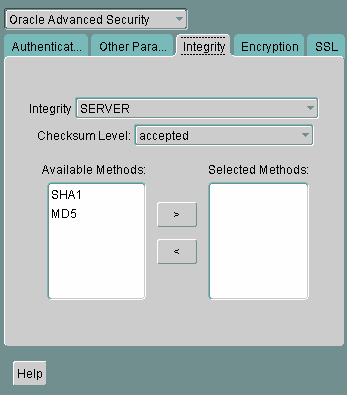 Oracle Advanced Security
Authenticat... Other Para... Integrity Encryption SSL
Integrity SERVER
Checksum Level: accepted
Available Methods: Selected Methods:
SHA1
MD5
>
<
Help